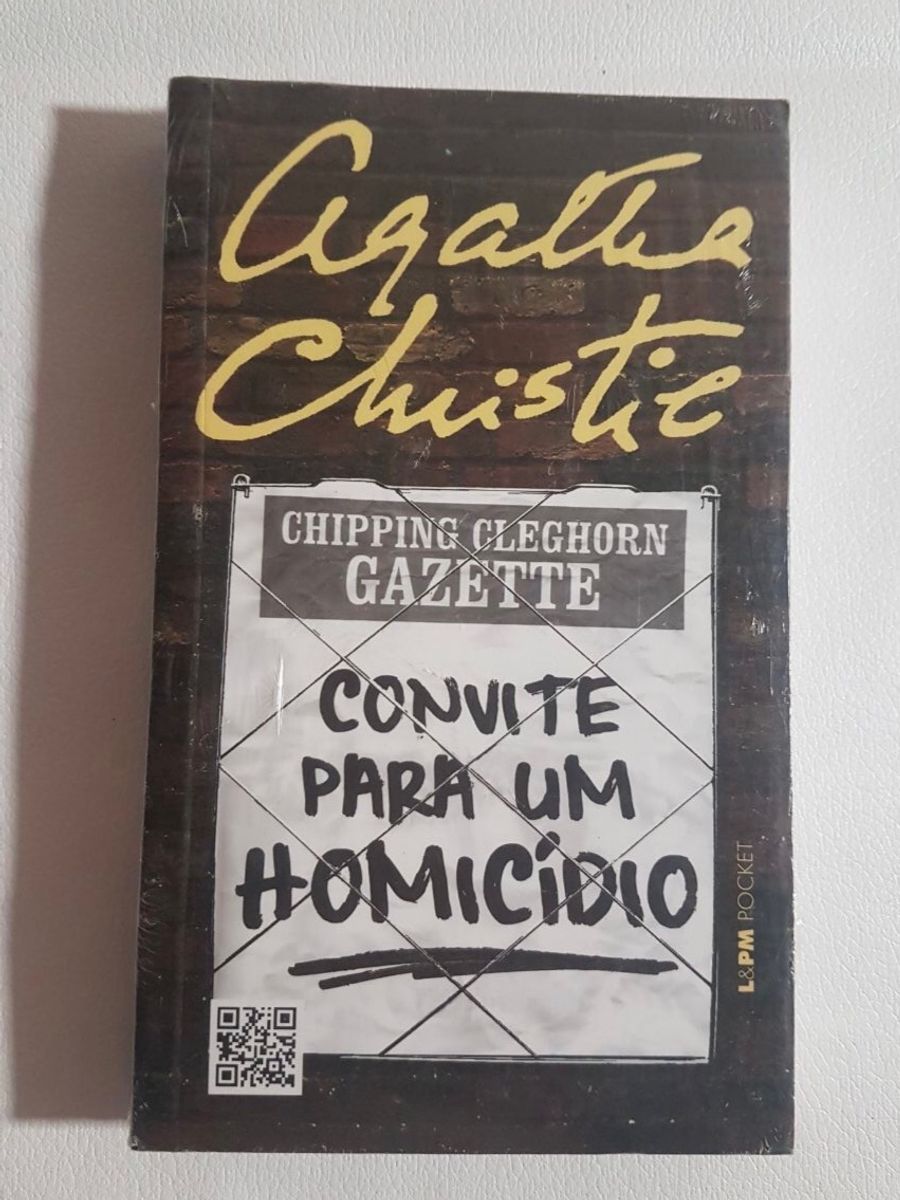 Agatha
Christie
CHIPPING CLEGHORN
GAZETTE
CONVITE
PARA UM
HOMICÍDIO
L&PM POCKET